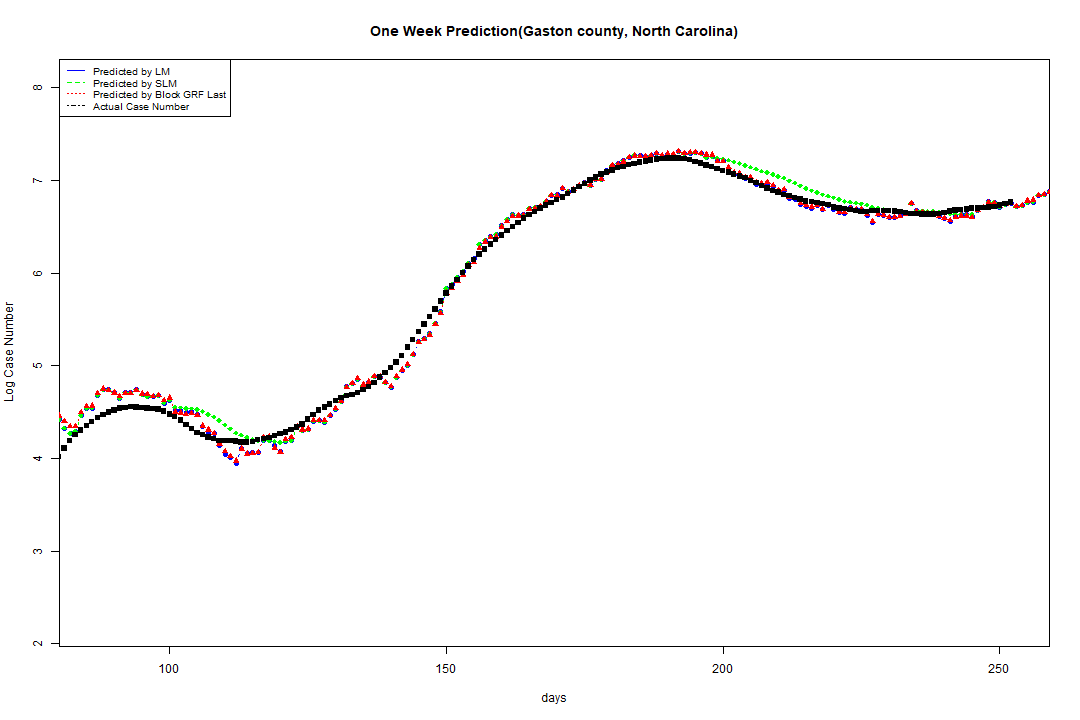 One Week Prediction(Gaston county, North Carolina)
Predicted by LM
Predicted by SLM
Predicted by Block GRF Last
Actual Case Number
8
7
6
5
4
3
2
Log Case Number
100
150
200
250
days